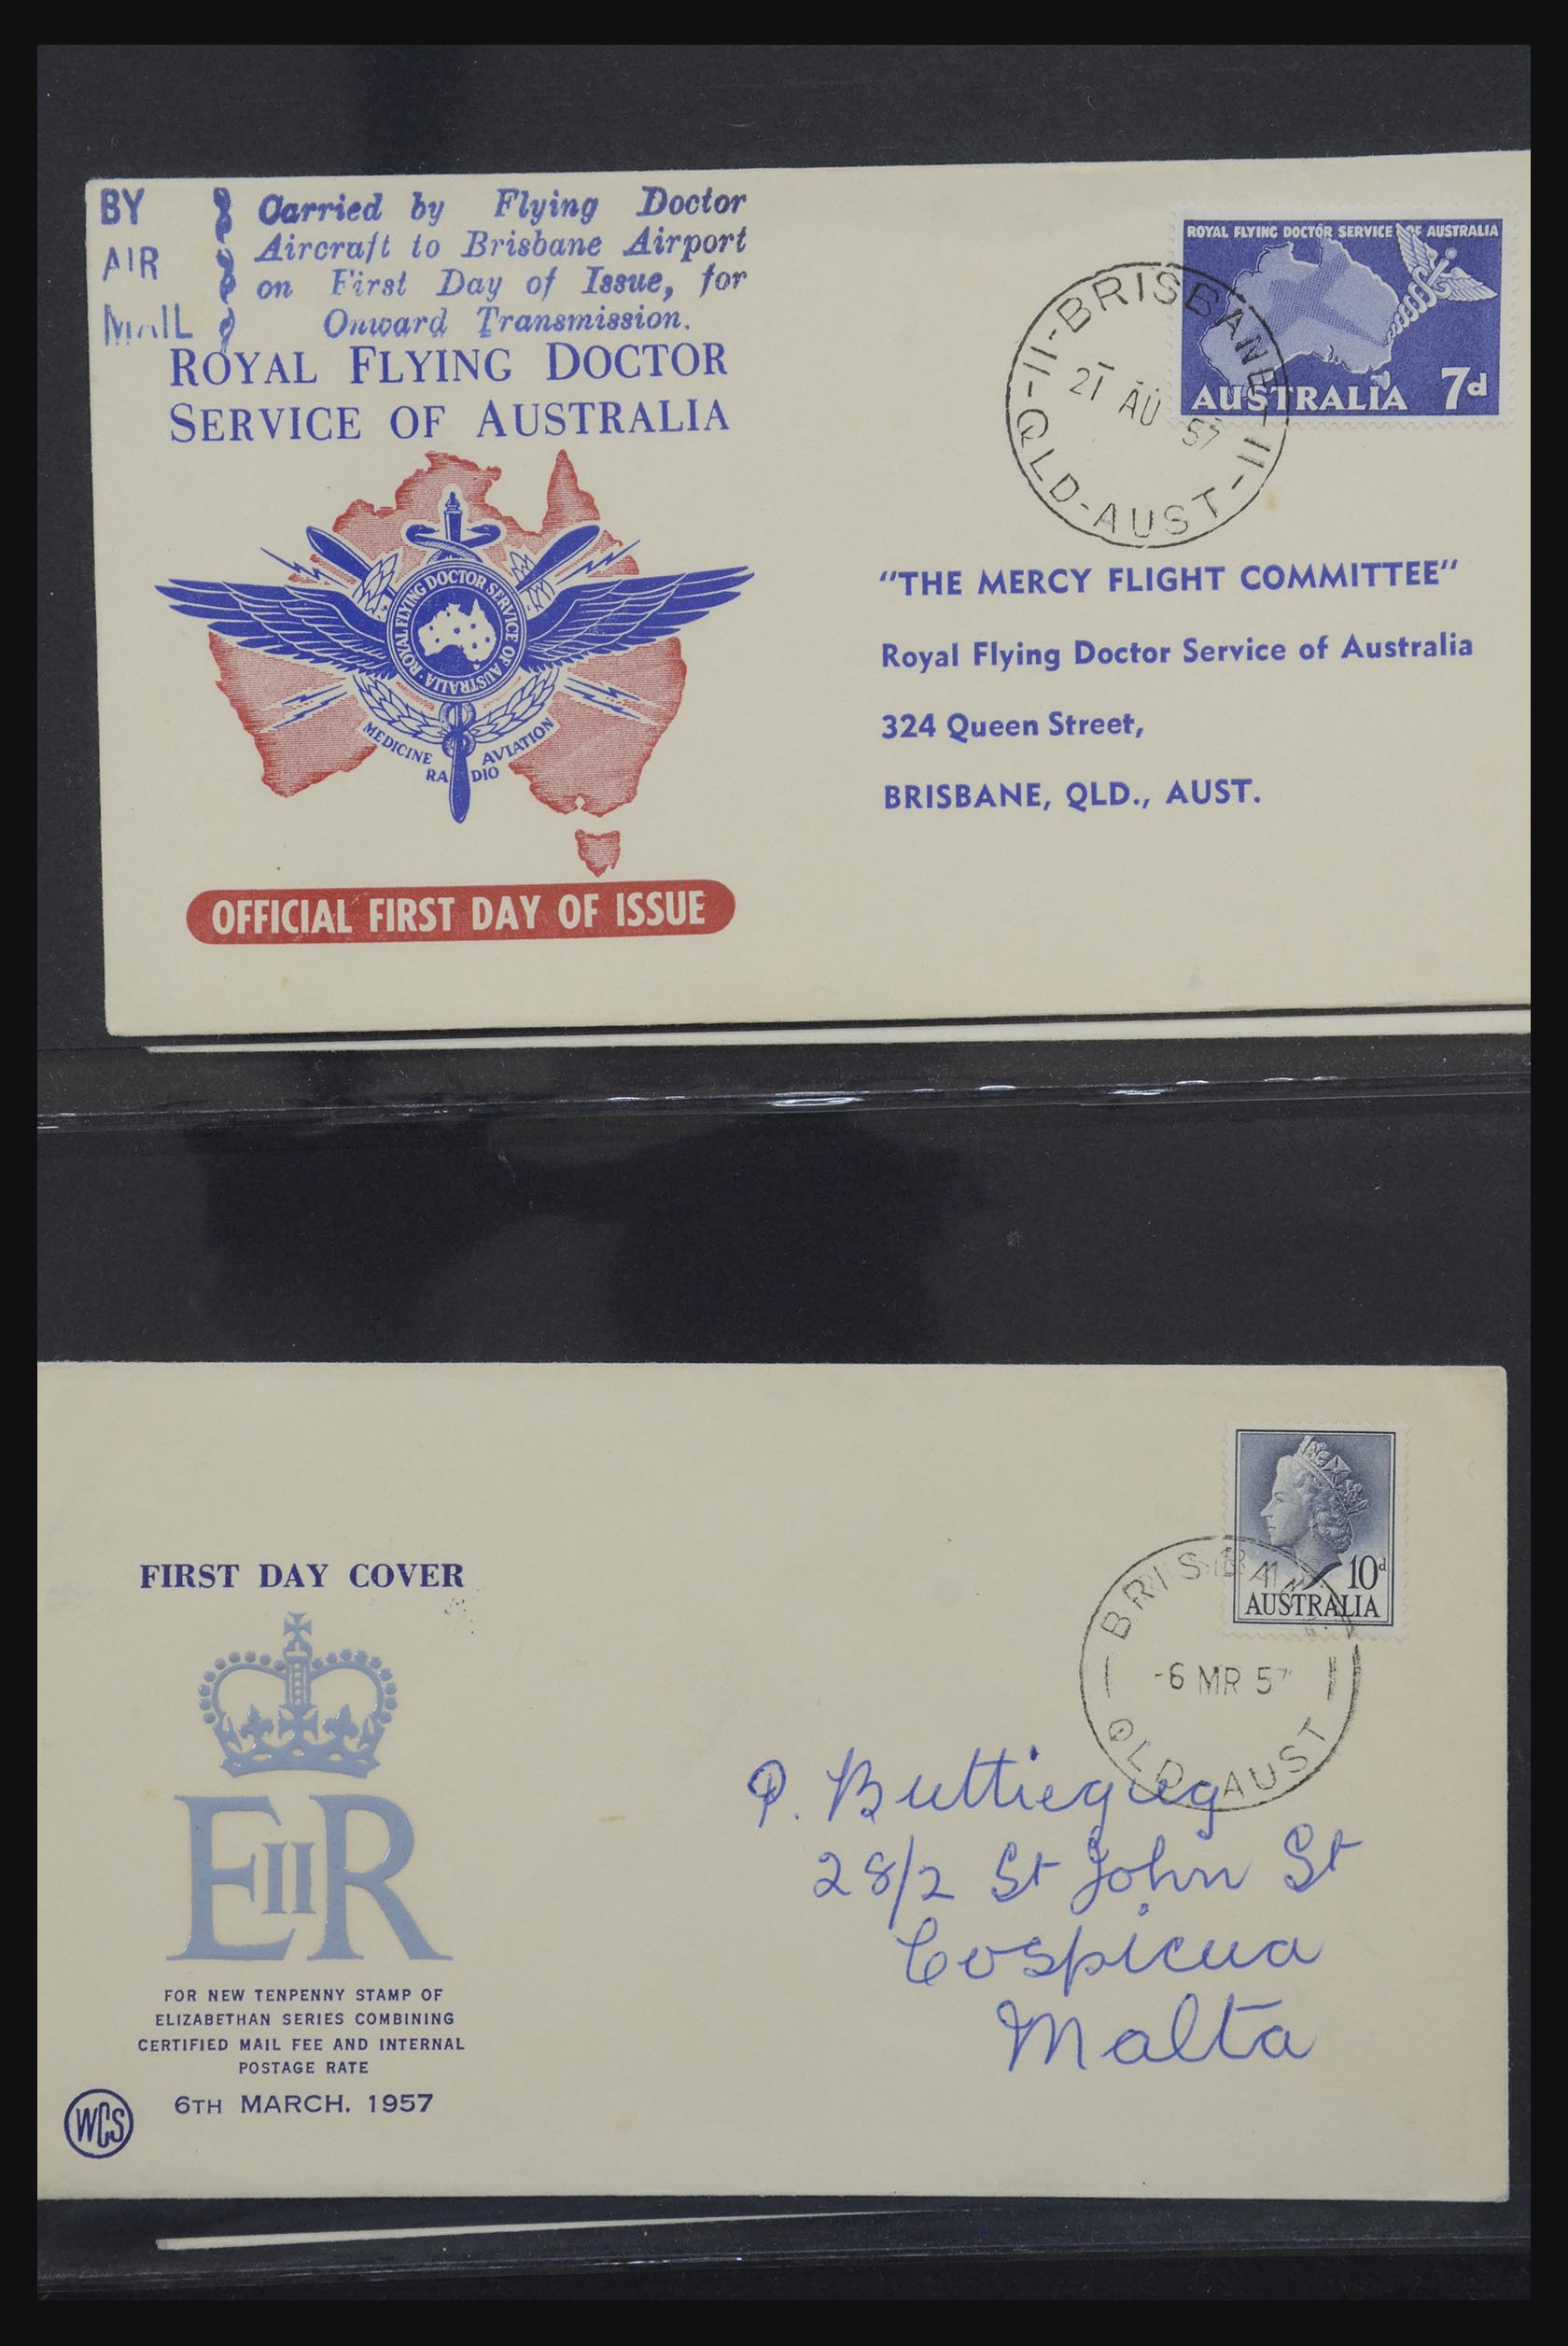 BY
AIR
MAIL
Carried by Flying Doctor
Aircraft to Brisbane Airport
on First Day of Issue, for
Onward Transmission.
ROYAL FLYING DOCTOR
SERVICE OF AUSTRALIA
ROYAL FLYING DOCTOR SERVICE OF AUSTRALIA
MEDICINE RADIO AVIATION
OFFICIAL FIRST DAY OF ISSUE
ROYAL FLYING DOCTOR SERVICE OF AUSTRALIA
AUSTRALIA 7d
11-BRISBANE-11
21 AU 57
QLD-AUST
"THE MERCY FLIGHT COMMITTEE"
Royal Flying Doctor Service of Australia
324 Queen Street,
BRISBANE, QLD., AUST.
10d
AUSTRALIA
BRISBANE
-6 MR 57
QLD-AUST
FIRST DAY COVER
EIIR
FOR NEW TENPENNY STAMP OF
ELIZABETHAN SERIES COMBINING
CERTIFIED MAIL FEE AND INTERNAL
POSTAGE RATE
6TH MARCH. 1957
WCS
P. Buttiegieg
28/2 St John St
Cospicua
Malta